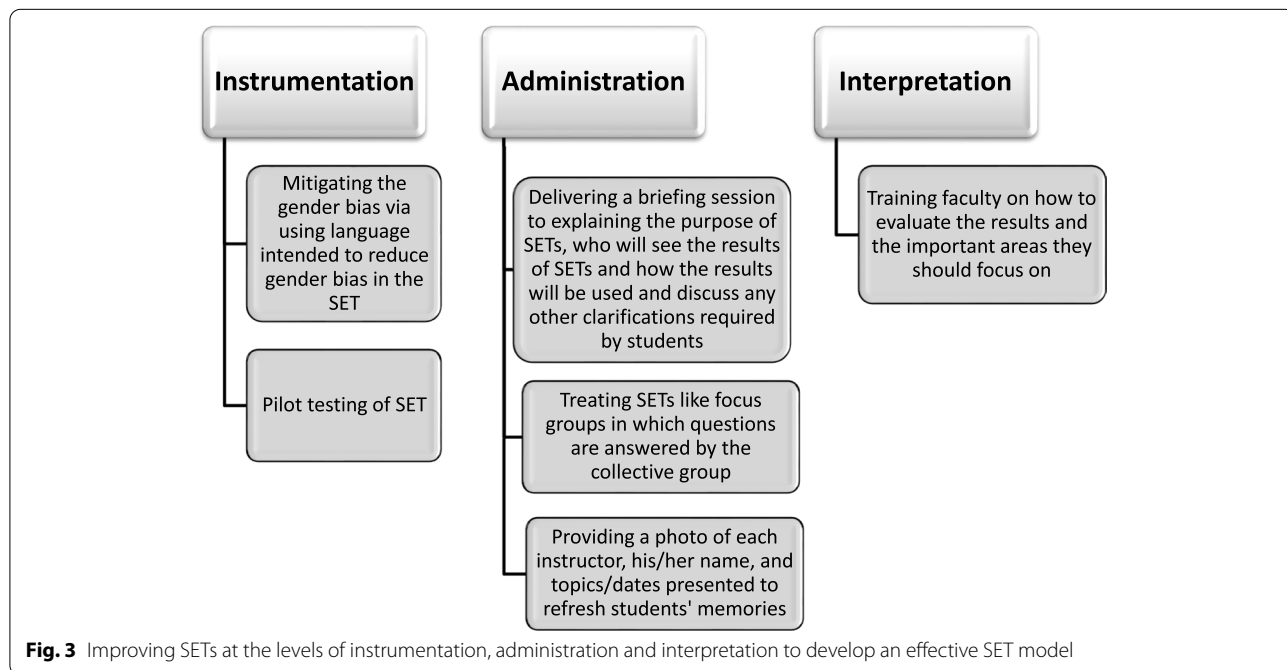 Instrumentation
Mitigating the
gender bias via
using language
intended to reduce
gender bias in the
SET
Pilot testing of SET
Administration
Delivering a briefing session
to explaining the purpose of
SETs, who will see the results
of SETs and how the results
will be used and discuss any
other clarifications required
by students
Treating SETs like focus
groups in which questions
are answered by the
collective group
Providing a photo of each
instructor, his/her name, and
topics/dates presented to
refresh students' memories
Interpretation
Training faculty on how to
evaluate the results and
the important areas they
should focus on
Fig. 3 Improving SETs at the levels of instrumentation, administration and interpretation to develop an effective SET model